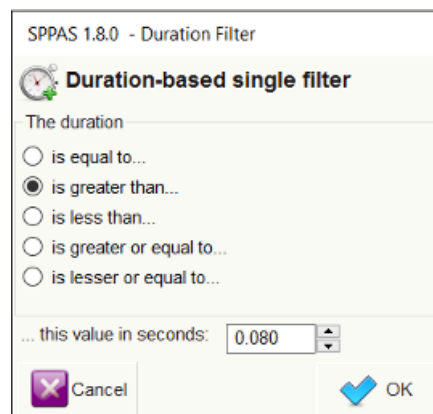 SPPAS 1.8.0 - Duration Filter
Duration-based single filter
The duration
is equal to...
is greater than...
is less than...
is greater or equal to...
is lesser or equal to...
... this value in seconds: 0.080
Cancel OK